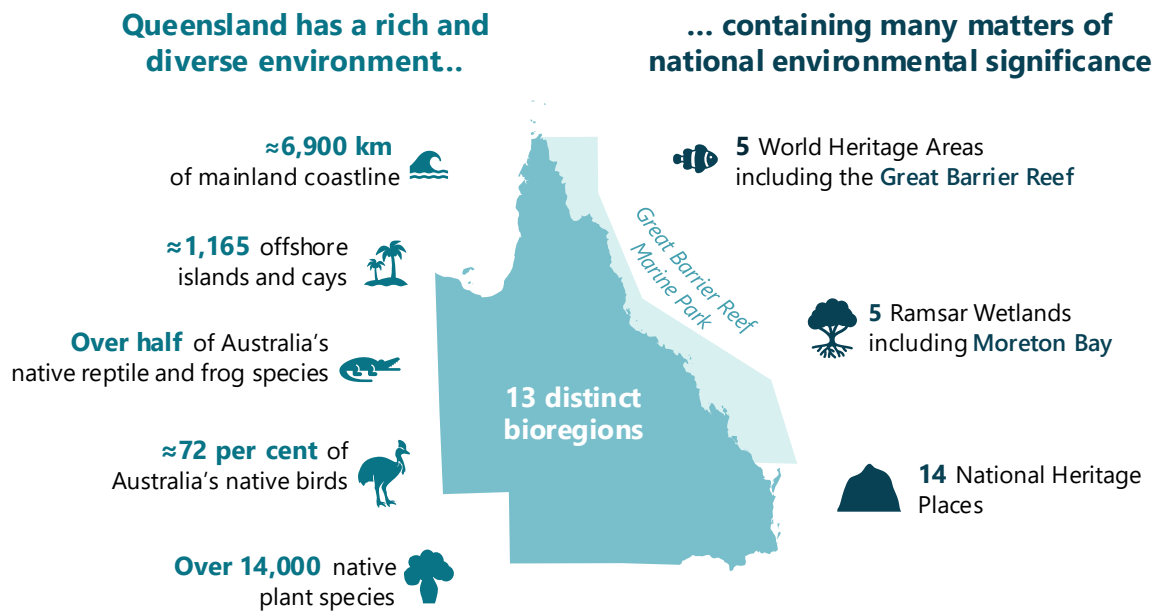 Queensland has a rich and
diverse environment...
≈6,900 km
of mainland coastline
≈1,165 offshore
islands and cays
Over half of Australia’s
native reptile and frog species
≈72 per cent of
Australia’s native birds
Over 14,000 native
plant species
13 distinct
bioregions
Great Barrier Reef
Marine Park
... containing many matters of
national environmental significance
5 World Heritage Areas
including the Great Barrier Reef
5 Ramsar Wetlands
including Moreton Bay
14 National Heritage
Places